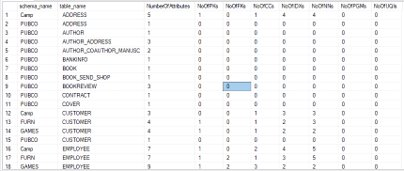 schema_name table_name NumberOfAttributes NoOfPKs NoOfFKs NoOfCCs NoOfIDXs NoOfNNs NoOfPGMs NoOfUQIs
1 Camp ADDRESS 5 1 0 1 4 4 0 0
2 PUBCO ADDRESS 1 0 0 0 0 0 0 0
3 PUBCO AUTHOR 1 0 0 0 0 0 0 0
4 PUBCO AUTHOR_ADDRESS 3 0 0 0 0 0 0 0
5 PUBCO AUTHOR_COAUTHOR_MANUSC 2 0 0 0 0 0 0 0
6 PUBCO BANKINFO 1 0 0 0 0 0 0 0
7 PUBCO BOOK 1 0 0 0 0 0 0 0
8 PUBCO BOOK_SEND_SHOP 1 0 0 0 0 0 0 0
9 PUBCO BOOKREVIEW 3 0 0 0 0 0 0 0
10 PUBCO CONTRACT 1 0 0 0 0 0 0 0
11 PUBCO COVER 1 0 0 0 0 0 0 0
12 Camp CUSTOMER 3 0 0 1 3 3 0 0
13 FURN CUSTOMER 4 1 0 1 2 3 0 0
14 GAMES CUSTOMER 4 1 0 1 2 2 0 0
15 PUBCO CUSTOMER 1 0 0 0 0 0 0 0
16 Camp EMPLOYEE 7 1 0 2 4 5 0 0
17 FURN EMPLOYEE 7 1 2 1 3 5 0 0
18 GAMES EMPLOYEE 9 1 2 3 2 2 0 0